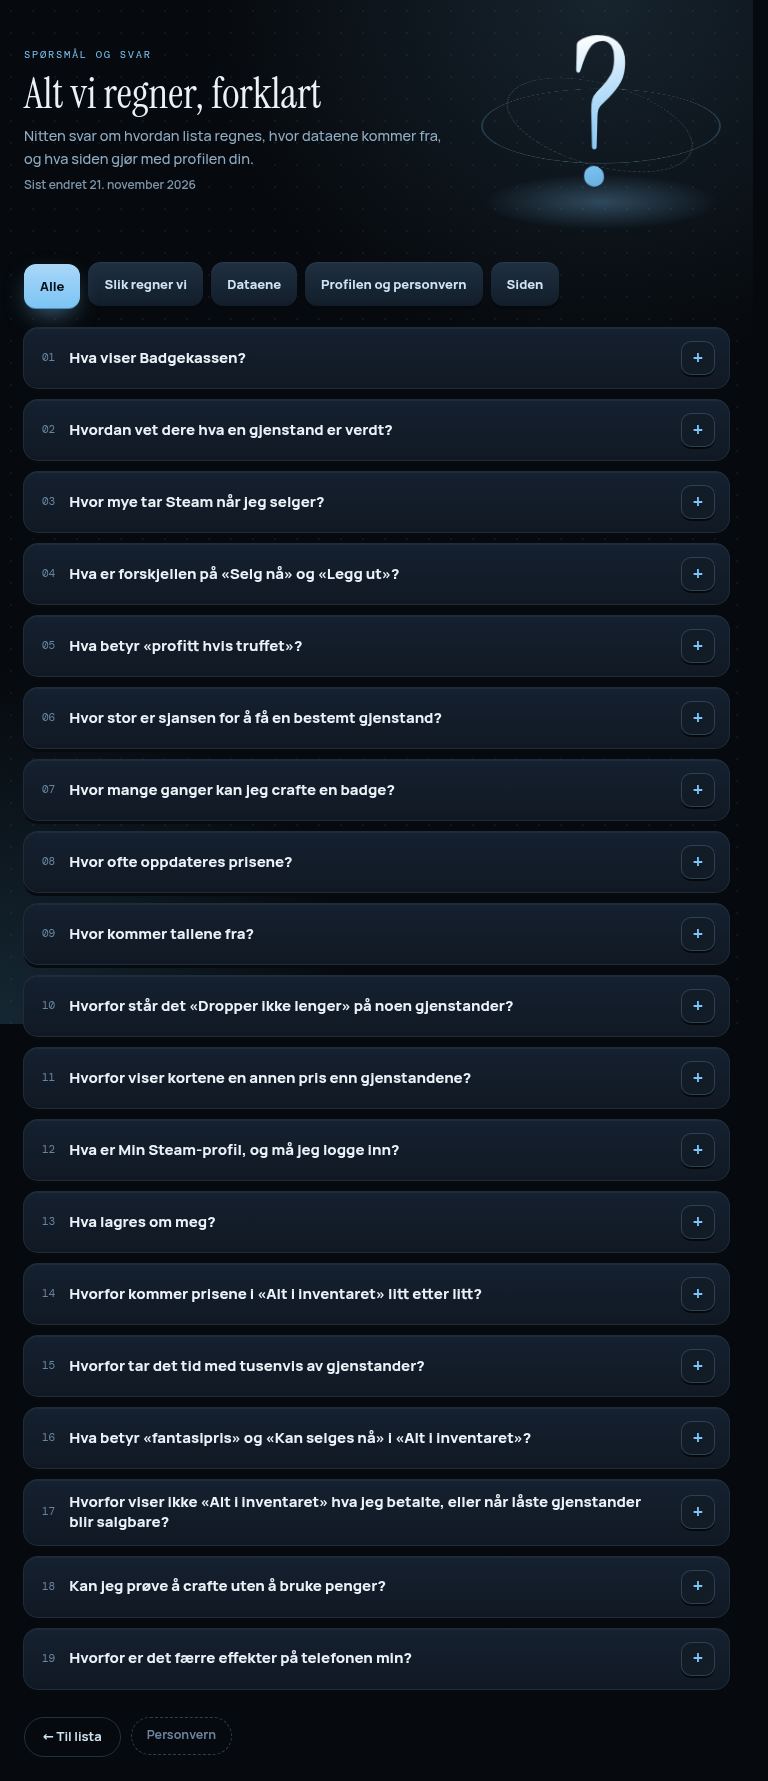 SPØRSMÅL OG SVAR
Alt vi regner, forklart
Nitten svar om hvordan lista regnes, hvor dataene kommer fra,
og hva siden gjør med profilen din.
Sist endret 21. november 2026
?
Alle
Slik regner vi
Dataene
Profilen og personvern
Siden
01 Hva viser Badgekassen? +
02 Hvordan vet dere hva en gjenstand er verdt? +
03 Hvor mye tar Steam når jeg selger? +
04 Hva er forskjellen på «Selg nå» og «Legg ut»? +
05 Hva betyr «profitt hvis truffet»? +
06 Hvor stor er sjansen for å få en bestemt gjenstand? +
07 Hvor mange ganger kan jeg crafte en badge? +
08 Hvor ofte oppdateres prisene? +
09 Hvor kommer tallene fra? +
10 Hvorfor står det «Dropper ikke lenger» på noen gjenstander? +
11 Hvorfor viser kortene en annen pris enn gjenstandene? +
12 Hva er Min Steam-profil, og må jeg logge inn? +
13 Hva lagres om meg? +
14 Hvorfor kommer prisene i «Alt i inventaret» litt etter litt? +
15 Hvorfor tar det tid med tusenvis av gjenstander? +
16 Hva betyr «fantasipris» og «Kan selges nå» i «Alt i inventaret»? +
17 Hvorfor viser ikke «Alt i inventaret» hva jeg betalte, eller når låste gjenstander
blir salgbare? +
18 Kan jeg prøve å crafte uten å bruke penger? +
19 Hvorfor er det færre effekter på telefonen min? +
← Til lista
Personvern